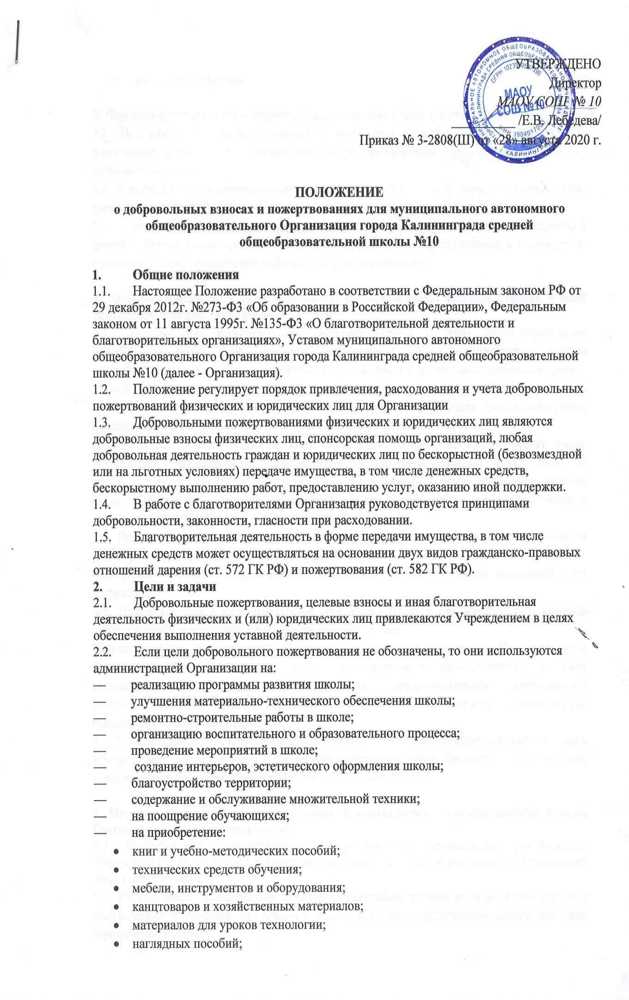 УТВЕРЖДЕНО
Директор
МАОУ СОШ № 10
/Е.В. Лебедева/
Приказ № 3-2808(III) от «28» августа 2020 г.
МАОУ
СОШ №10
ИНН 3904017003
КАЛИНИНГРАД
ПОЛОЖЕНИЕ
о добровольных взносах и пожертвованиях для муниципального автономного
общеобразовательного Организация города Калининграда средней
общеобразовательной школы №10
1. Общие положения
1.1. Настоящее Положение разработано в соответствии с Федеральным законом РФ от
29 декабря 2012г. №273-ФЗ «Об образовании в Российской Федерации», Федеральным
законом от 11 августа 1995г. №135-ФЗ «О благотворительной деятельности и
благотворительных организациях», Уставом муниципального автономного
общеобразовательного Организация города Калининграда средней общеобразовательной
школы №10 (далее - Организация).
1.2. Положение регулирует порядок привлечения, расходования и учета добровольных
пожертвований физических и юридических лиц для Организации
1.3. Добровольными пожертвованиями физических и юридических лиц являются
добровольные взносы физических лиц, спонсорская помощь организаций, любая
добровольная деятельность граждан и юридических лиц по бескорыстной (безвозмездной
или на льготных условиях) передаче имущества, в том числе денежных средств,
бескорыстному выполнению работ, предоставлению услуг, оказанию иной поддержки.
1.4. В работе с благотворителями Организация руководствуется принципами
добровольности, законности, гласности при расходовании.
1.5. Благотворительная деятельность в форме передачи имущества, в том числе
денежных средств может осуществляться на основании двух видов гражданско-правовых
отношений дарения (ст. 572 ГК РФ) и пожертвования (ст. 582 ГК РФ).
2. Цели и задачи
2.1. Добровольные пожертвования, целевые взносы и иная благотворительная
деятельность физических и (или) юридических лиц привлекаются Учреждением в целях
обеспечения выполнения уставной деятельности.
2.2. Если цели добровольного пожертвования не обозначены, то они используются
администрацией Организации на:
— реализацию программы развития школы;
— улучшения материально-технического обеспечения школы;
— ремонтно-строительные работы в школе;
— организацию воспитательного и образовательного процесса;
— проведение мероприятий в школе;
— создание интерьеров, эстетического оформления школы;
— благоустройство территории;
— содержание и обслуживание множительной техники;
— на поощрение обучающихся;
— на приобретение:
• книг и учебно-методических пособий;
• технических средств обучения;
• мебели, инструментов и оборудования;
• канцтоваров и хозяйственных материалов;
• материалов для уроков технологии;
• наглядных пособий;